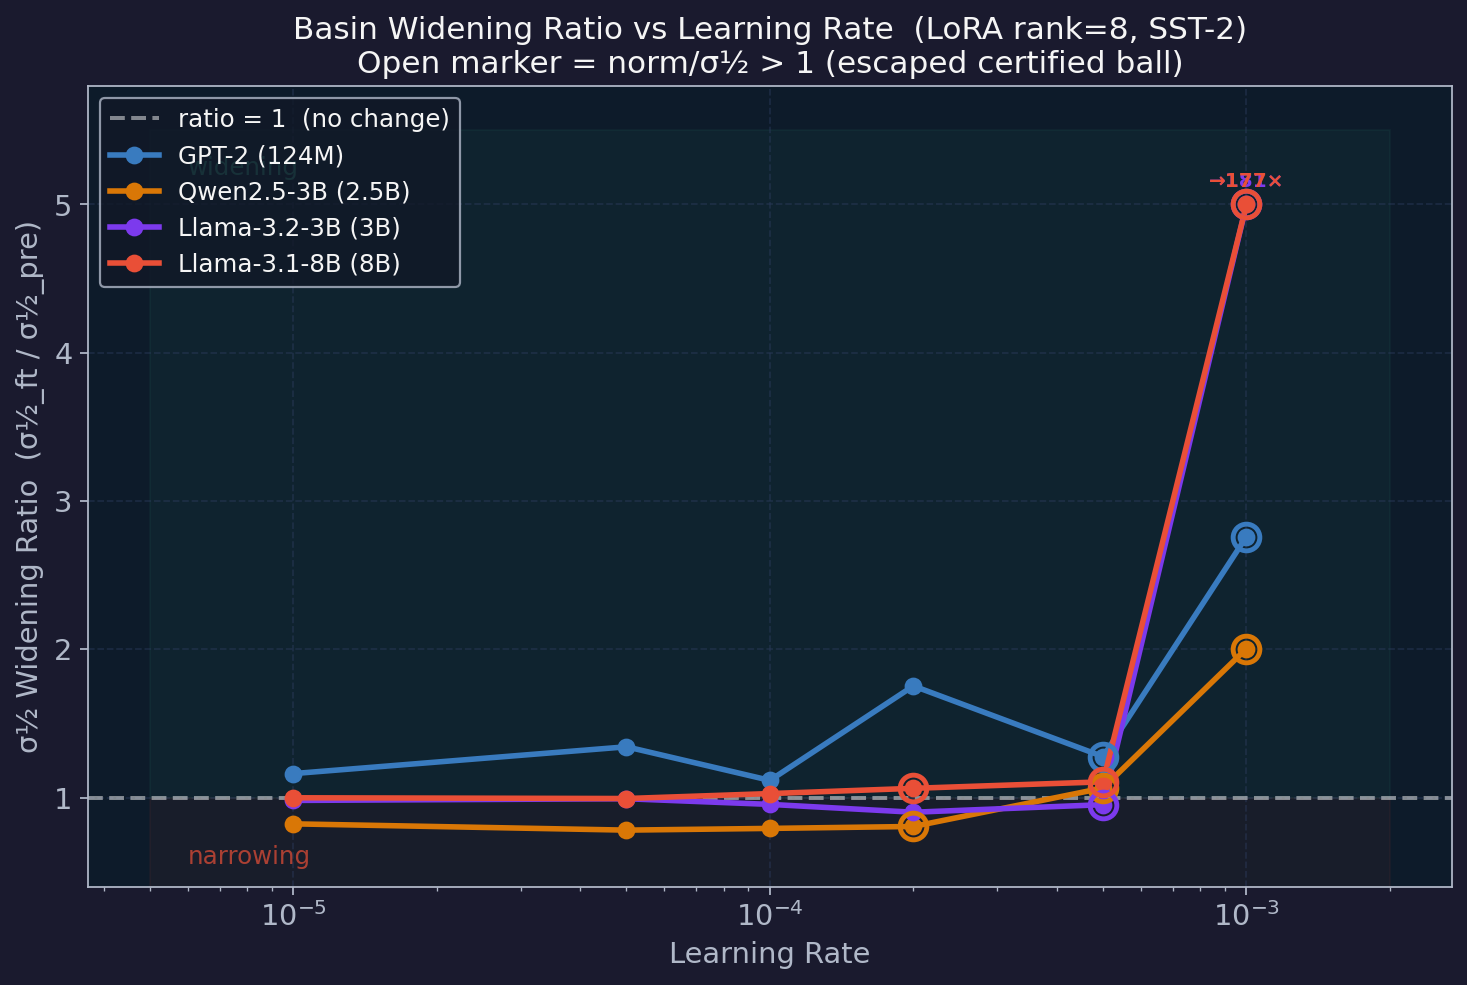 Basin Widening Ratio vs Learning Rate  (LoRA rank=8, SST-2)
Open marker = norm/σ½ > 1 (escaped certified ball)
ratio = 1  (no change)
GPT-2 (124M)
widening
Qwen2.5-3B (2.5B)
Llama-3.2-3B (3B)
Llama-3.1-8B (8B)
σ½ Widening Ratio  (σ½_ft / σ½_pre)
5
4
3
2
1
narrowing
10⁻⁵
10⁻⁴
10⁻³
Learning Rate